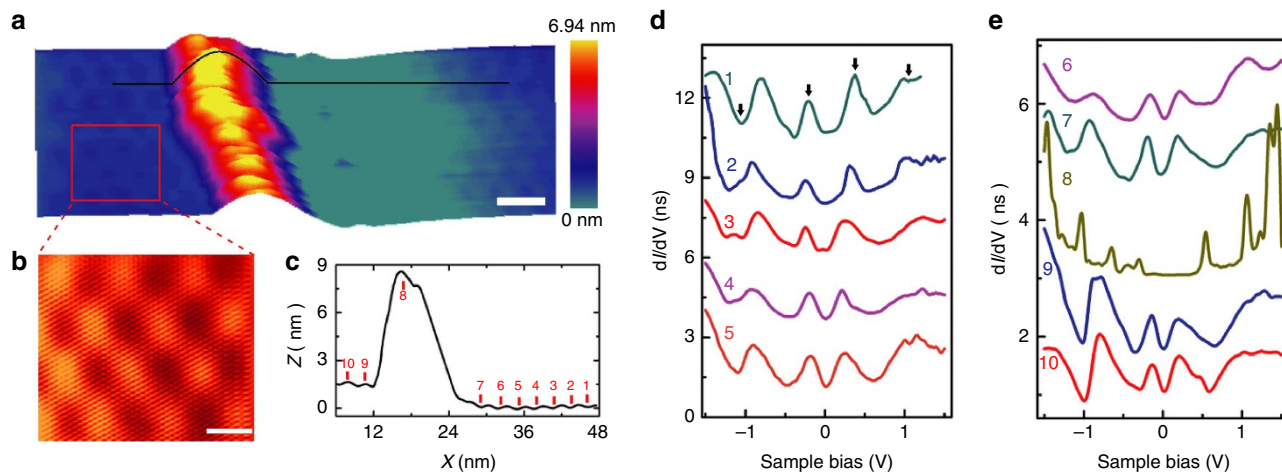 a
6.94 nm
0 nm
b
c
9
6
3
0
Z (nm)
10 9
8
7 6 5 4 3 2 1
12 24 36 48
X (nm)
d
12
9
6
3
0
dI/dV (ns)
1
2
3
4
5
−1 0 1
Sample bias (V)
e
6
4
2
dI/dV (ns)
6
7
8
9
10
−1 0 1
Sample bias (V)